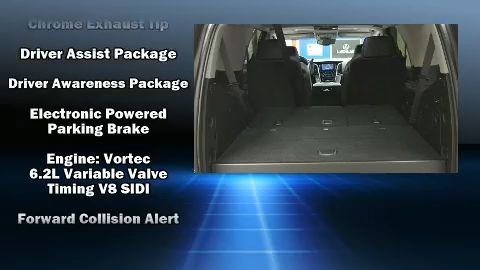 Chrome Exhaust Tip
Driver Assist Package
Driver Awareness Package
Electronic Powered
Parking Brake
Engine: Vortec
6.2L Variable Valve
Timing V8 SIDI
Forward Collision Alert
LEXUS